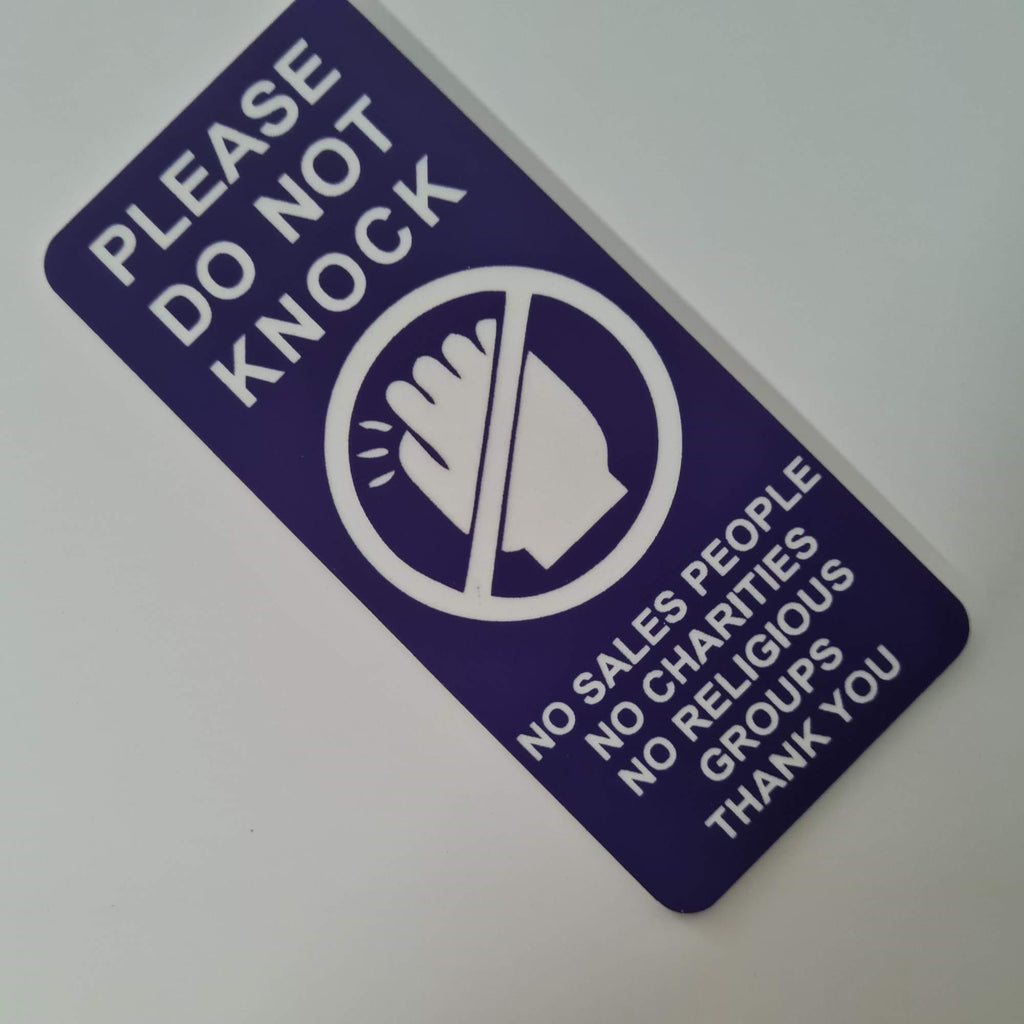 PLEASE
DO NOT
KNOCK
NO SALES PEOPLE
NO CHARITIES
NO RELIGIOUS
GROUPS
THANK YOU